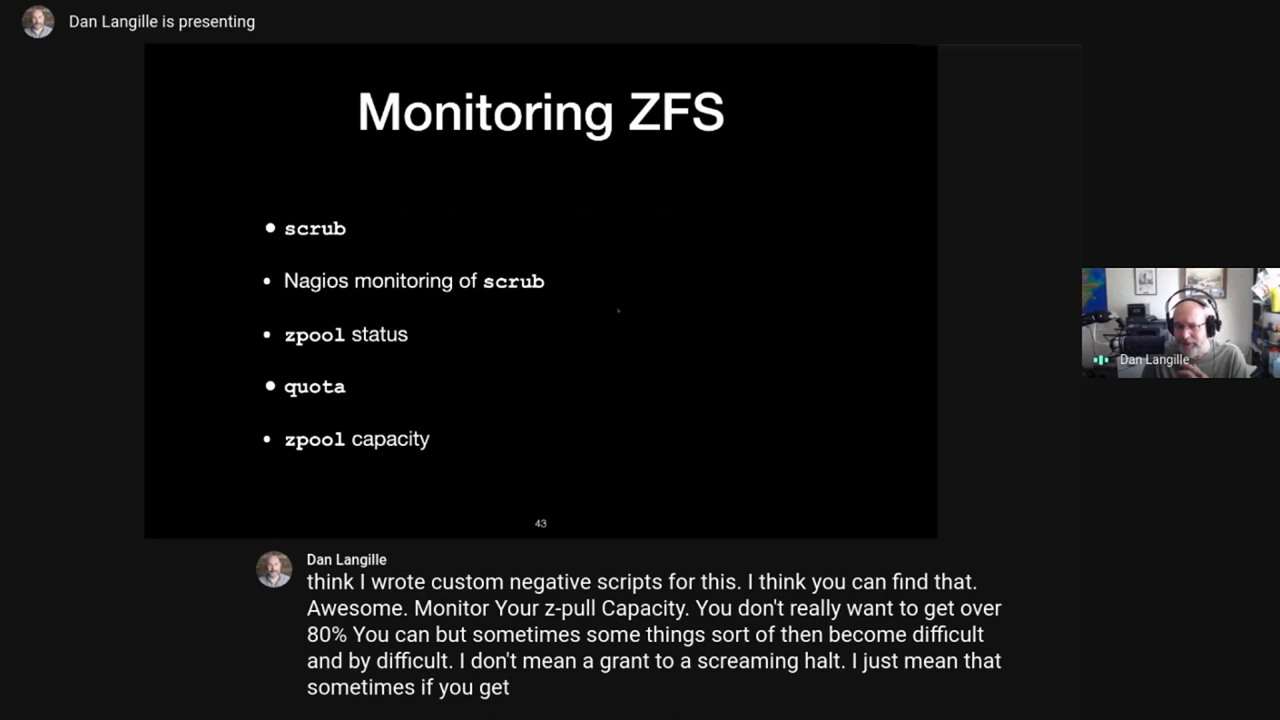 Dan Langille is presenting
Monitoring ZFS
• scrub
• Nagios monitoring of scrub
• zpool status
• quota
• zpool capacity
43
Dan Langille
Dan Langille
think I wrote custom negative scripts for this. I think you can find that.
Awesome. Monitor Your z-pull Capacity. You don't really want to get over
80% You can but sometimes some things sort of then become difficult
and by difficult. I don't mean a grant to a screaming halt. I just mean that
sometimes if you get